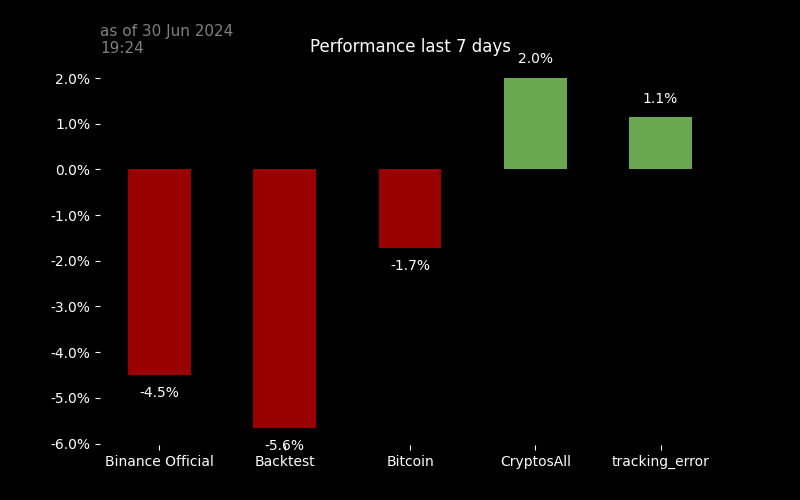 as of 30 Jun 2024
19:24
Performance last 7 days
2.0%
1.0%
0.0%
-1.0%
-2.0%
-3.0%
-4.0%
-5.0%
-6.0%
-4.5%
-5.6%
-1.7%
2.0%
1.1%
Binance Official
Backtest
Bitcoin
CryptosAll
tracking_error